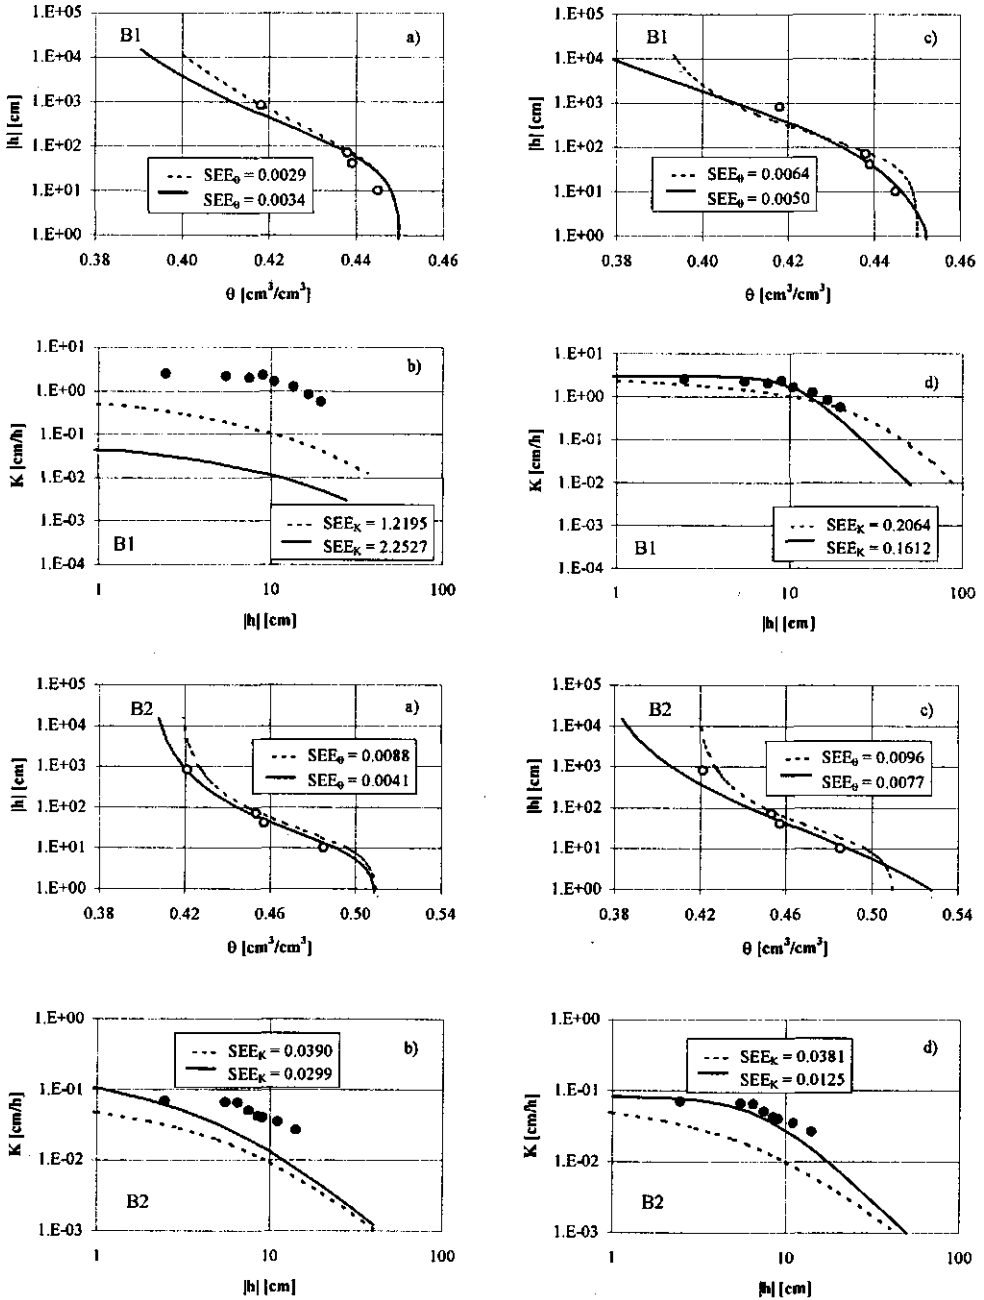 1.E+05
1.E+04
1.E+03
1.E+02
1.E+01
1.E+00
|h| [cm]
B1
a)
SEEθ = 0.0029
SEEθ = 0.0034
0.38 0.40 0.42 0.44 0.46
θ [cm³/cm³}
1.E+05
1.E+04
1.E+03
1.E+02
1.E+01
1.E+00
|h| [cm]
B1
c)
SEEθ = 0.0064
SEEθ = 0.0050
0.38 0.40 0.42 0.44 0.46
θ [cm³/cm³]
1.E+01
1.E+00
1.E-01
1.E-02
1.E-03
1.E-04
K [cm/h]
b)
SEE_K = 1.2195
SEE_K = 2.2527
B1
1 10 100
|h| [cm]
1.E+01
1.E+00
1.E-01
1.E-02
1.E-03
1.E-04
K [cm/h]
d)
SEE_K = 0.2064
SEE_K = 0.1612
B1
1 10 100
|h| [cm]
1.E+05
1.E+04
1.E+03
1.E+02
1.E+01
1.E+00
|h| [cm]
B2
a)
SEEθ = 0.0088
SEEθ = 0.0041
0.38 0.42 0.46 0.50 0.54
θ [cm³/cm³]
1.E+05
1.E+04
1.E+03
1.E+02
1.E+01
1.E+00
|h| [cm]
B2
c)
SEEθ = 0.0096
SEEθ = 0.0077
0.38 0.42 0.46 0.50 0.54
θ [cm³/cm³]
1.E+00
1.E-01
1.E-02
1.E-03
K [cm/h]
b)
SEE_K = 0.0390
SEE_K = 0.0299
B2
1 10 100
|h| [cm]
1.E+00
1.E-01
1.E-02
1.E-03
K [cm/h]
d)
SEE_K = 0.0381
SEE_K = 0.0125
B2
1 10 100
|h| [cm]